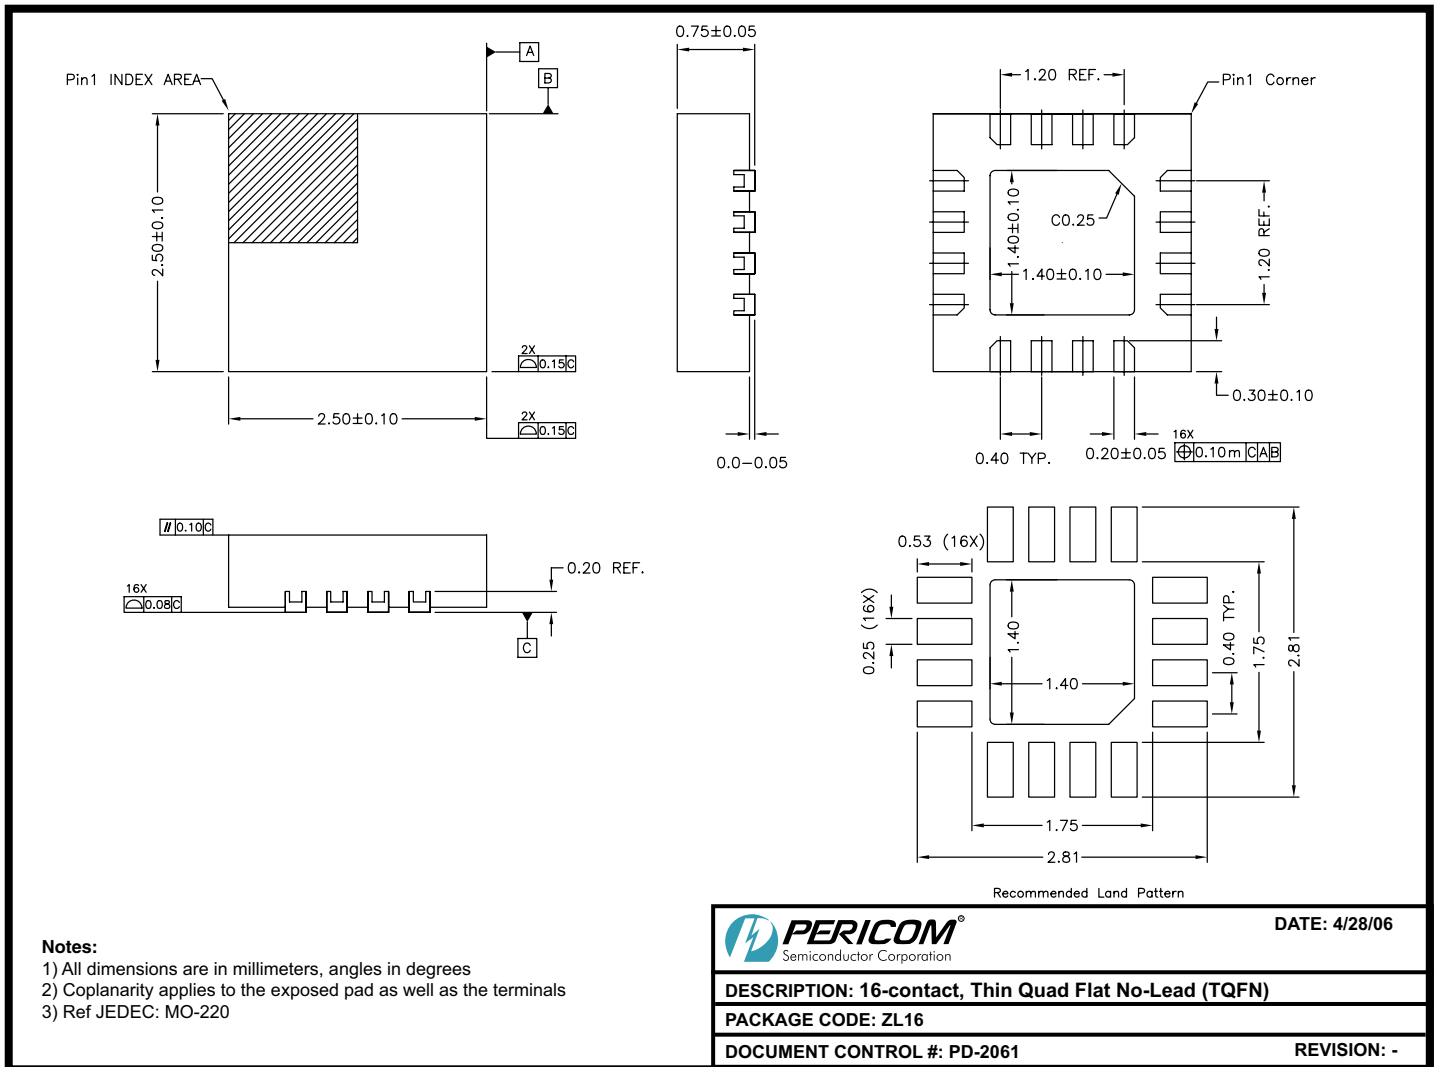 Pin1 INDEX AREA
A
B
2.50±0.10
2X
0.15 C
2.50±0.10
2X
0.15 C
0.75±0.05
0.0-0.05
1.20 REF.
Pin1 Corner
1.40±0.10
C0.25
1.40±0.10
1.20 REF.
0.30±0.10
0.40 TYP.
0.20±0.05
16X
0.10m C A B
// 0.10 C
16X
0.08 C
0.20 REF.
C
0.53 (16X)
0.25 (16X)
1.40
1.40
0.40 TYP.
1.75
2.81
1.75
2.81
Recommended Land Pattern
Notes:
1) All dimensions are in millimeters, angles in degrees
2) Coplanarity applies to the exposed pad as well as the terminals
3) Ref JEDEC: MO-220
PERICOM®
Semiconductor Corporation
DATE: 4/28/06
DESCRIPTION: 16-contact, Thin Quad Flat No-Lead (TQFN)
PACKAGE CODE: ZL16
DOCUMENT CONTROL #: PD-2061
REVISION: -